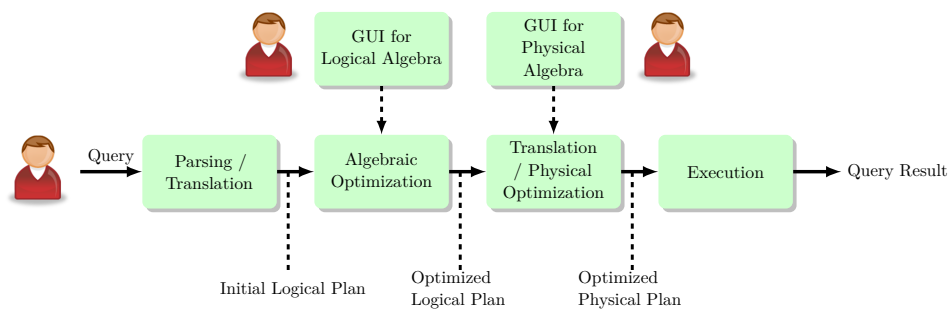 GUI for
Logical Algebra
GUI for
Physical
Algebra
Query
Parsing /
Translation
Algebraic
Optimization
Translation
/ Physical
Optimization
Execution
Query Result
Initial Logical Plan
Optimized
Logical Plan
Optimized
Physical Plan